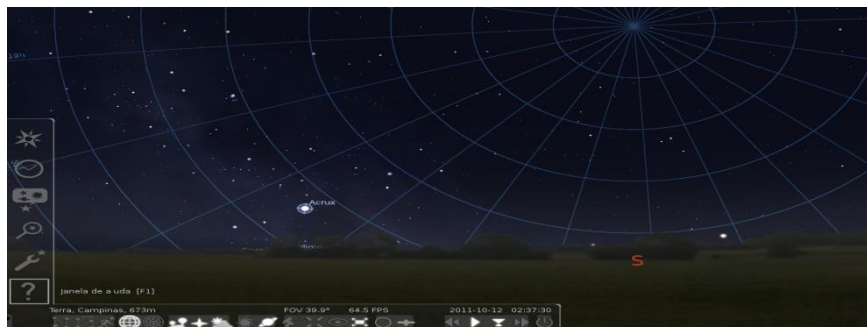 Acrux
S
Janela de a uda [F1]
Terra, Campinas, 673m FOV 39.9° 64.5 FPS 2011-10-12 02:37:30